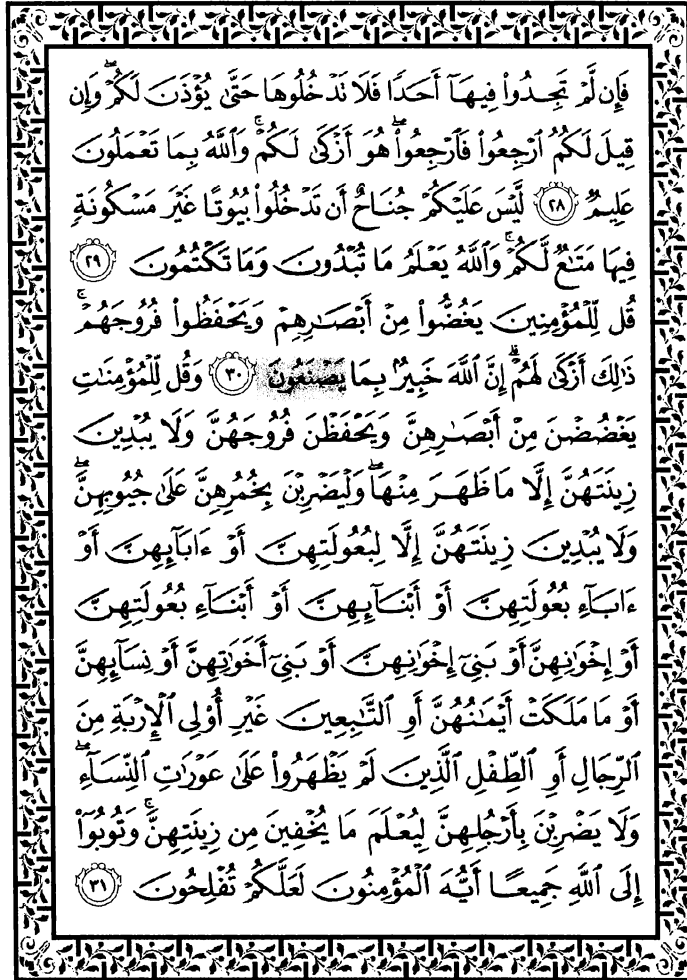 فَإِن لَّمْ تَجِدُوا۟ فِيهَآ أَحَدًا فَلَا تَدْخُلُوهَا حَتَّىٰ يُؤْذَنَ لَكُمْ ۖ وَإِن
قِيلَ لَكُمُ ٱرْجِعُوا۟ فَٱرْجِعُوا۟ ۖ هُوَ أَزْكَىٰ لَكُمْ ۚ وَٱللَّهُ بِمَا تَعْمَلُونَ
عَلِيمٌ ٢٨ لَّيْسَ عَلَيْكُمْ جُنَاحٌ أَن تَدْخُلُوا۟ بُيُوتًا غَيْرَ مَسْكُونَةٍ
فِيهَا مَتَٰعٌ لَّكُمْ ۚ وَٱللَّهُ يَعْلَمُ مَا تُبْدُونَ وَمَا تَكْتُمُونَ ٢٩
قُل لِّلْمُؤْمِنِينَ يَغُضُّوا۟ مِنْ أَبْصَٰرِهِمْ وَيَحْفَظُوا۟ فُرُوجَهُمْ ۚ
ذَٰلِكَ أَزْكَىٰ لَهُمْ ۗ إِنَّ ٱللَّهَ خَبِيرٌۢ بِمَا يَصْنَعُونَ ٣٠ وَقُل لِّلْمُؤْمِنَٰتِ
يَغْضُضْنَ مِنْ أَبْصَٰرِهِنَّ وَيَحْفَظْنَ فُرُوجَهُنَّ وَلَا يُبْدِينَ
زِينَتَهُنَّ إِلَّا مَا ظَهَرَ مِنْهَا ۖ وَلْيَضْرِبْنَ بِخُمُرِهِنَّ عَلَىٰ جُيُوبِهِنَّ ۖ
وَلَا يُبْدِينَ زِينَتَهُنَّ إِلَّا لِبُعُولَتِهِنَّ أَوْ ءَابَآئِهِنَّ أَوْ
ءَابَآءِ بُعُولَتِهِنَّ أَوْ أَبْنَآئِهِنَّ أَوْ أَبْنَآءِ بُعُولَتِهِنَّ
أَوْ إِخْوَٰنِهِنَّ أَوْ بَنِىٓ إِخْوَٰنِهِنَّ أَوْ بَنِىٓ أَخَوَٰتِهِنَّ أَوْ نِسَآئِهِنَّ
أَوْ مَا مَلَكَتْ أَيْمَٰنُهُنَّ أَوِ ٱلتَّٰبِعِينَ غَيْرِ أُو۟لِى ٱلْإِرْبَةِ مِنَ
ٱلرِّجَالِ أَوِ ٱلطِّفْلِ ٱلَّذِينَ لَمْ يَظْهَرُوا۟ عَلَىٰ عَوْرَٰتِ ٱلنِّسَآءِ ۖ
وَلَا يَضْرِبْنَ بِأَرْجُلِهِنَّ لِيُعْلَمَ مَا يُخْفِينَ مِن زِينَتِهِنَّ ۚ وَتُوبُوٓا۟
إِلَى ٱللَّهِ جَمِيعًا أَيُّهَ ٱلْمُؤْمِنُونَ لَعَلَّكُمْ تُفْلِحُونَ ٣١